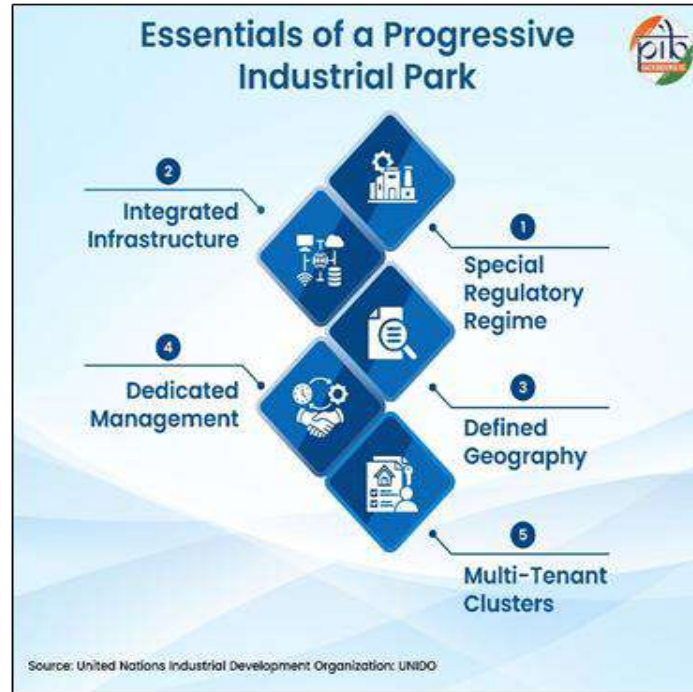 Essentials of a Progressive
Industrial Park
pib
1
Special
Regulatory
Regime
2
Integrated
Infrastructure
3
Defined
Geography
4
Dedicated
Management
5
Multi-Tenant
Clusters
Source: United Nations Industrial Development Organization: UNIDO